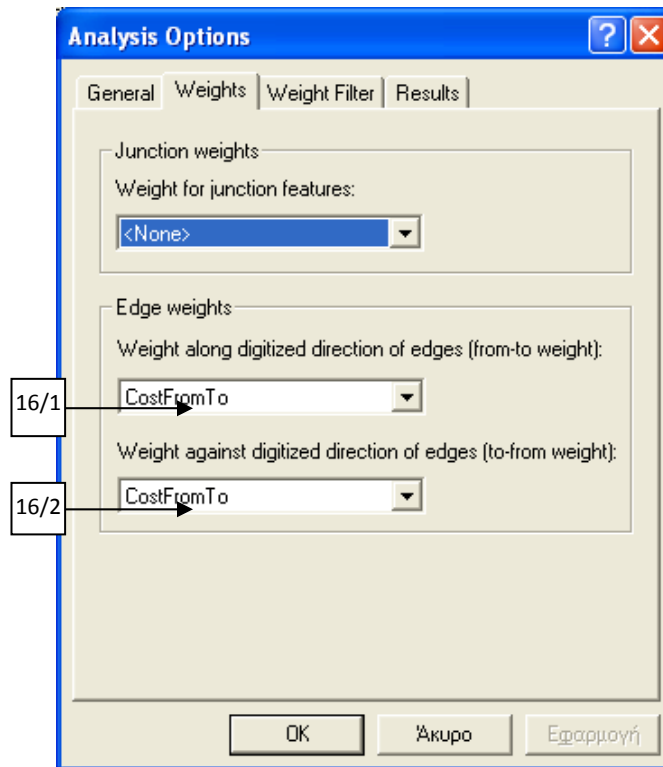 Analysis Options
General Weights Weight Filter Results
Junction weights
Weight for junction features:
<None>
Edge weights
Weight along digitized direction of edges (from-to weight):
16/1 CostFromTo
Weight against digitized direction of edges (to-from weight):
16/2 CostFromTo
OK Άκυρο Εφαρμογή